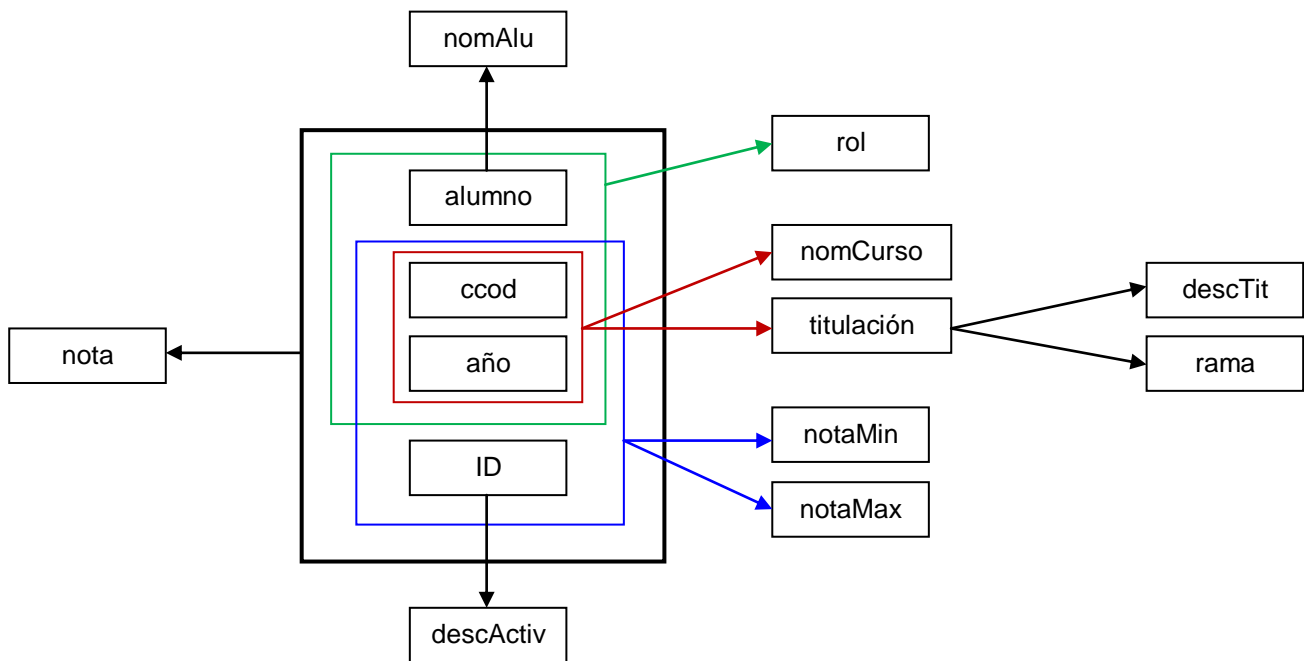 nomAlu
rol
alumno
nomCurso
ccod
descTit
titulación
nota
año
rama
notaMin
ID
notaMax
descActiv